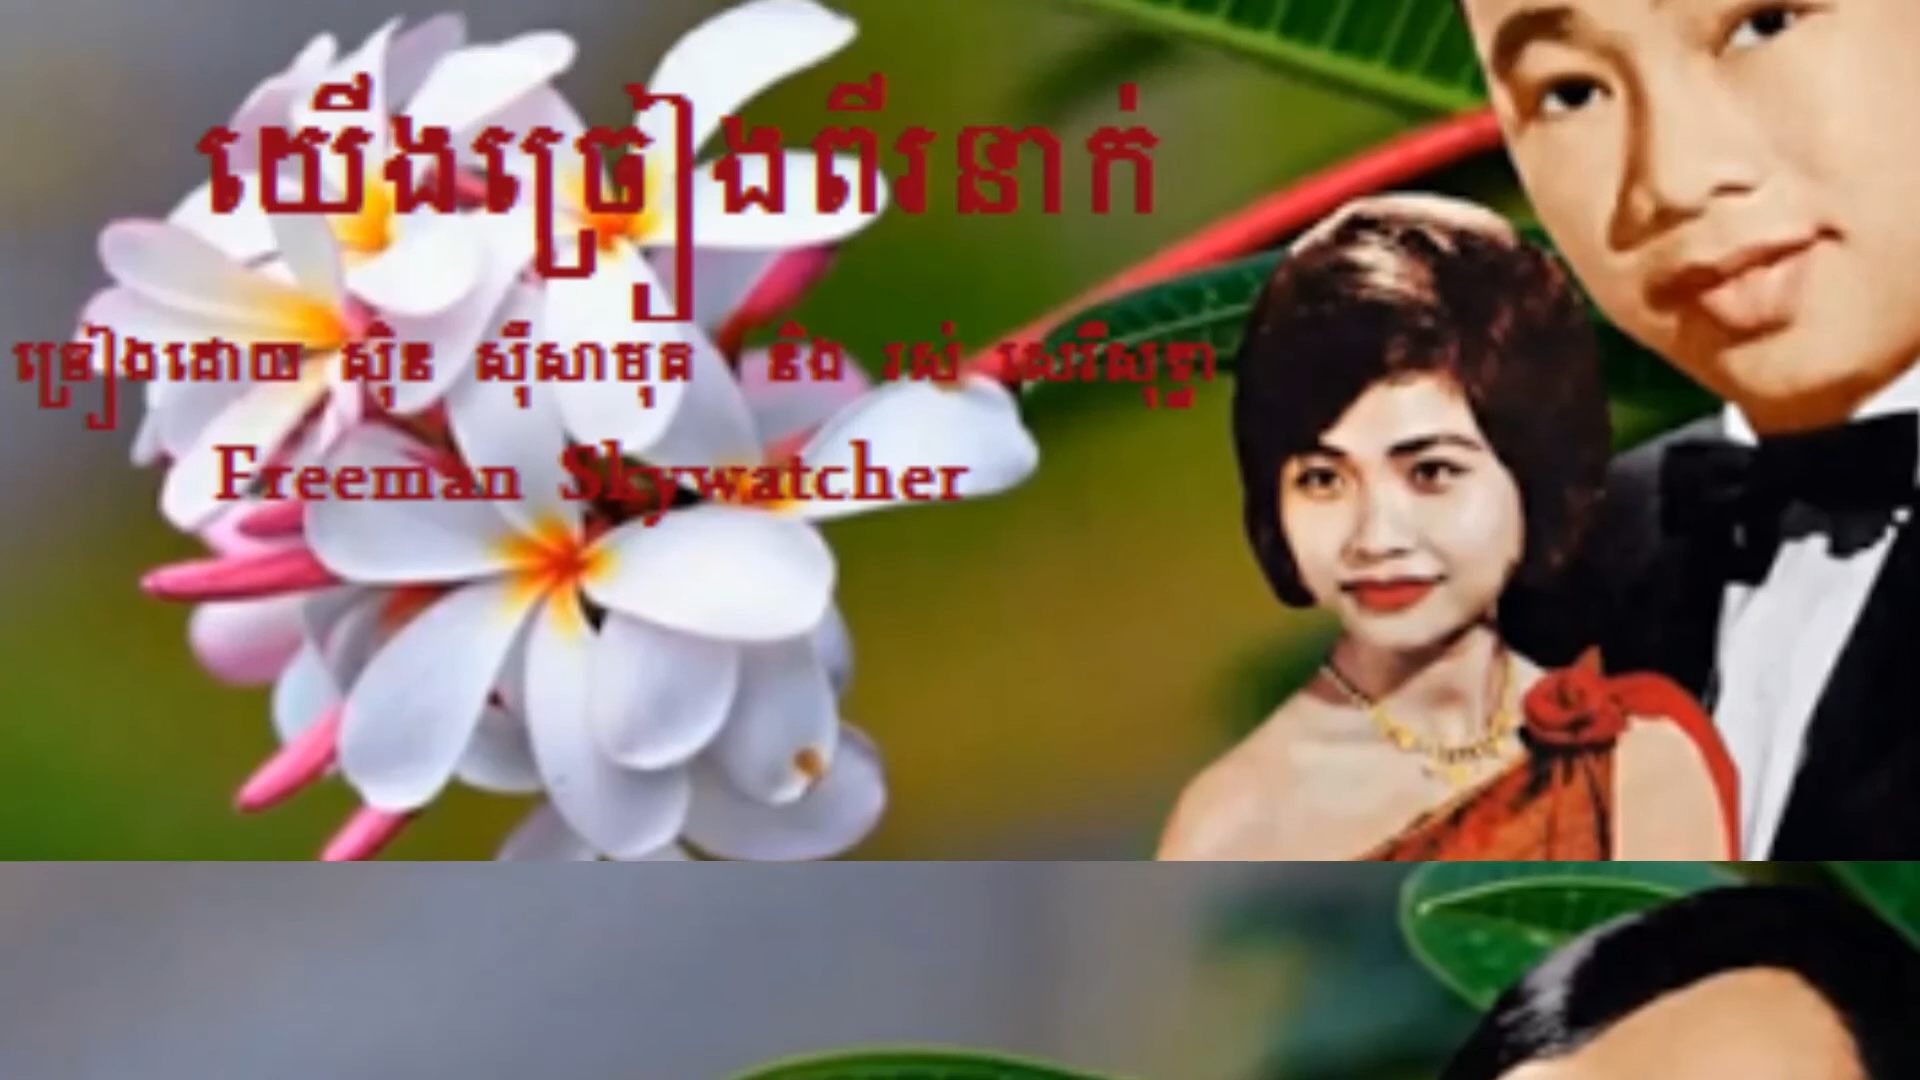 យើងច្រៀងពីរនាក់
ច្រៀងដោយ ស៊ិន ស៊ីសាមុត និង រស់ សេរីសុទ្ធា
Freeman Skywatcher